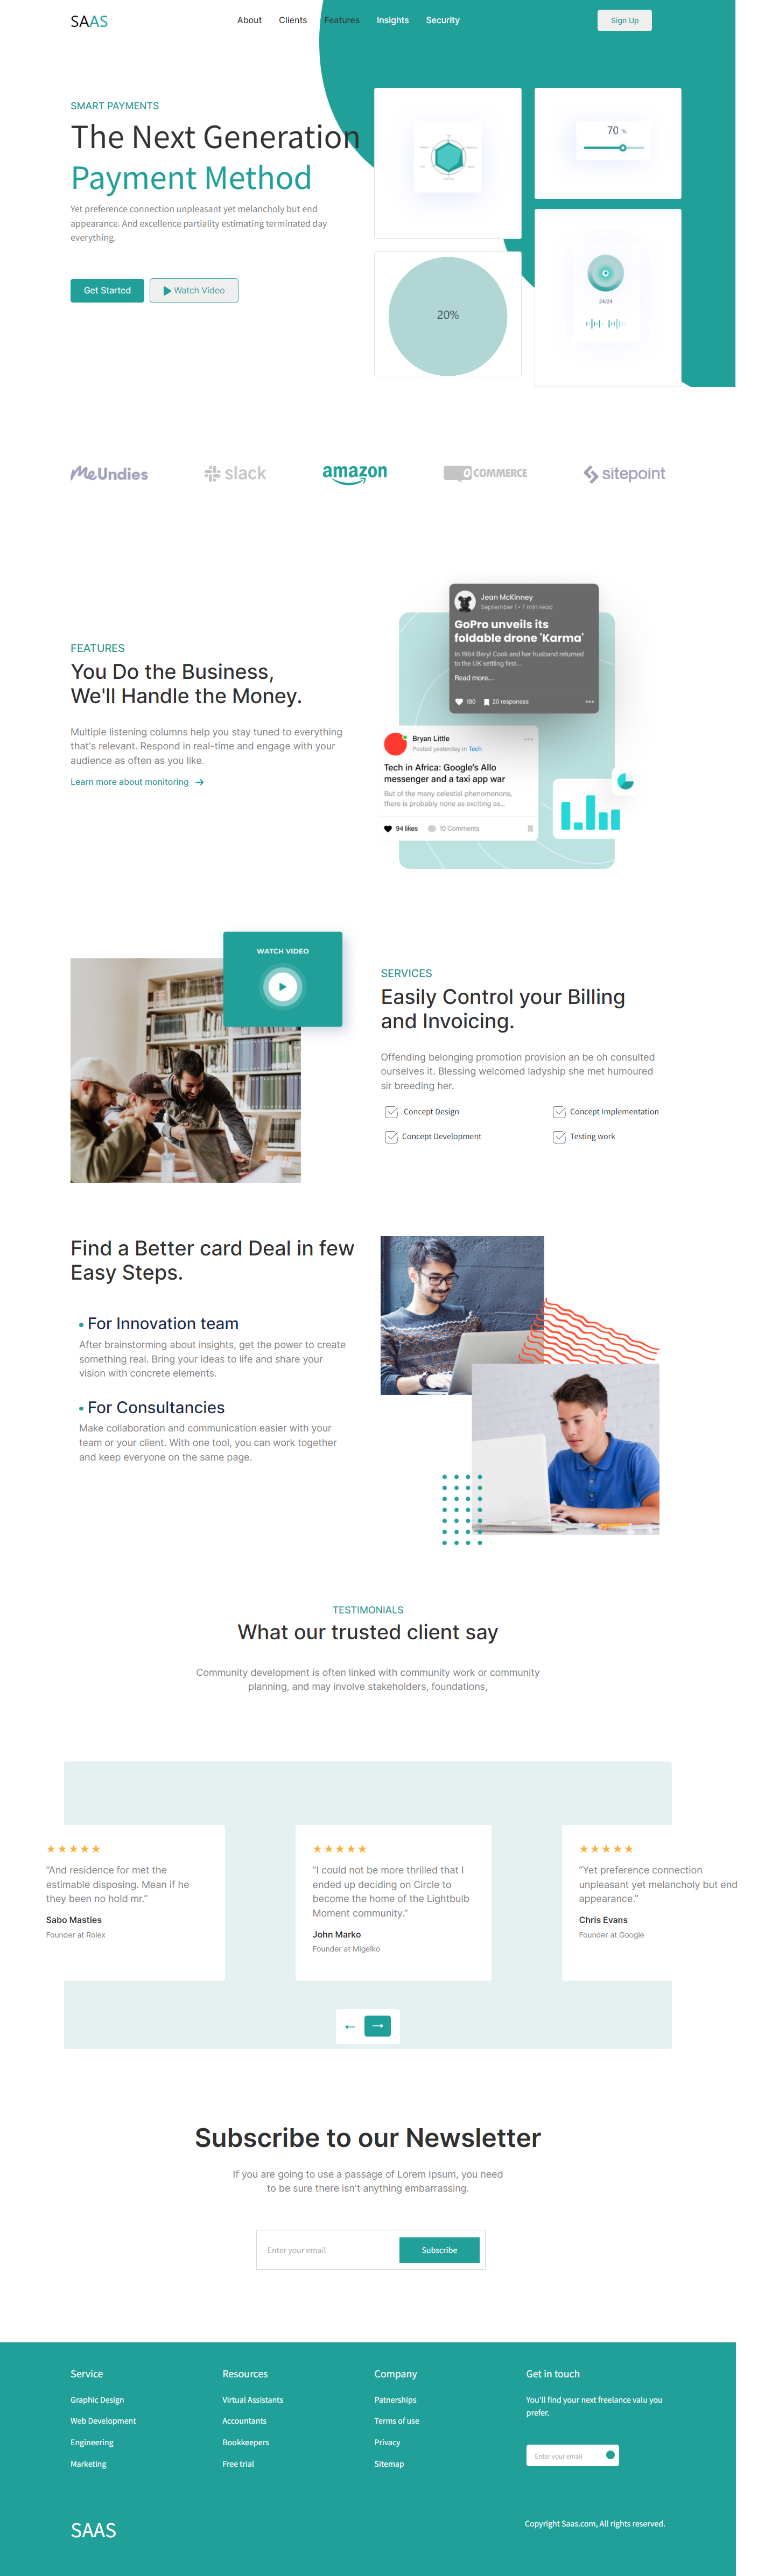 SAAS
About Clients Features Insights Security
Sign Up
SMART PAYMENTS
The Next Generation
Payment Method
Yet preference connection unpleasant yet melancholy but end
appearance. And excellence partiality estimating terminated day
everything.
Get Started
Watch Video
70 %
20%
24/24
MeUndies
slack
amazon
OCOMMERCE
sitepoint
Jean McKinney
September 1 • 7 min read
GoPro unveils its
foldable drone 'Karma'
In 1964 Beryl Cook and her husband returned
to the UK settling first...
Read more...
180
20 responses
FEATURES
You Do the Business,
We'll Handle the Money.
Multiple listening columns help you stay tuned to everything
that's relevant. Respond in real-time and engage with your
audience as often as you like.
Learn more about monitoring
Bryan Little
Posted yesterday in Tech
Tech in Africa: Google's Allo
messenger and a taxi app war
But of the many celestial phenomenons,
there is probably none as exciting as...
94 likes
10 Comments
WATCH VIDEO
SERVICES
Easily Control your Billing
and Invoicing.
Offending belonging promotion provision an be oh consulted
ourselves it. Blessing welcomed ladyship she met humoured
sir breeding her.
Concept Design
Concept Implementation
Concept Development
Testing work
Find a Better card Deal in few
Easy Steps.
For Innovation team
After brainstorming about insights, get the power to create
something real. Bring your ideas to life and share your
vision with concrete elements.
For Consultancies
Make collaboration and communication easier with your
team or your client. With one tool, you can work together
and keep everyone on the same page.
TESTIMONIALS
What our trusted client say
Community development is often linked with community work or community
planning, and may involve stakeholders, foundations,
“And residence for met the
estimable disposing. Mean if he
they been no hold mr.”
Sabo Masties
Founder at Rolex
“I could not be more thrilled that I
ended up deciding on Circle to
become the home of the Lightbulb
Moment community.”
John Marko
Founder at Migelko
“Yet preference connection
unpleasant yet melancholy but end
appearance.”
Chris Evans
Founder at Google
Subscribe to our Newsletter
If you are going to use a passage of Lorem Ipsum, you need
to be sure there isn't anything embarrassing.
Enter your email
Subscribe
Service
Graphic Design
Web Development
Engineering
Marketing
Resources
Virtual Assistants
Accountants
Bookkeepers
Free trial
Company
Patnerships
Terms of use
Privacy
Sitemap
Get in touch
You'll find your next freelance valu you
prefer.
Enter your email
SAAS
Copyright Saas.com, All rights reserved.